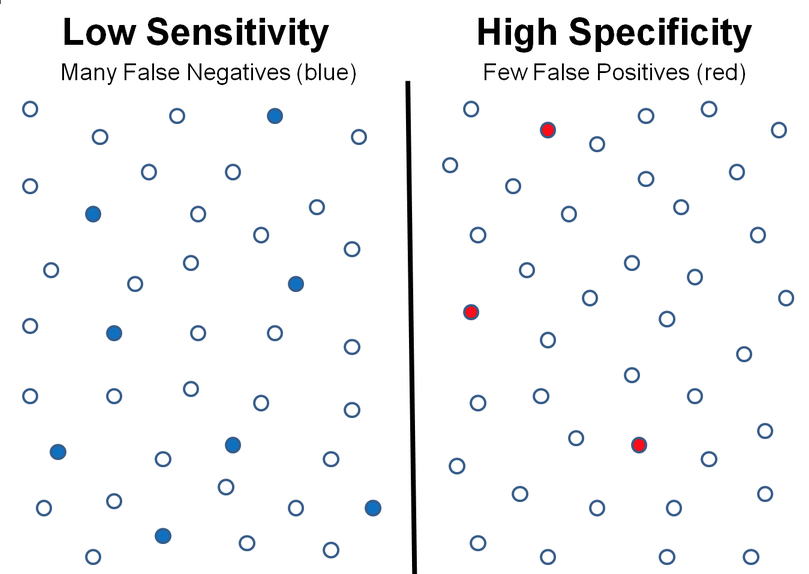 Low Sensitivity
Many False Negatives (blue)
High Specificity
Few False Positives (red)